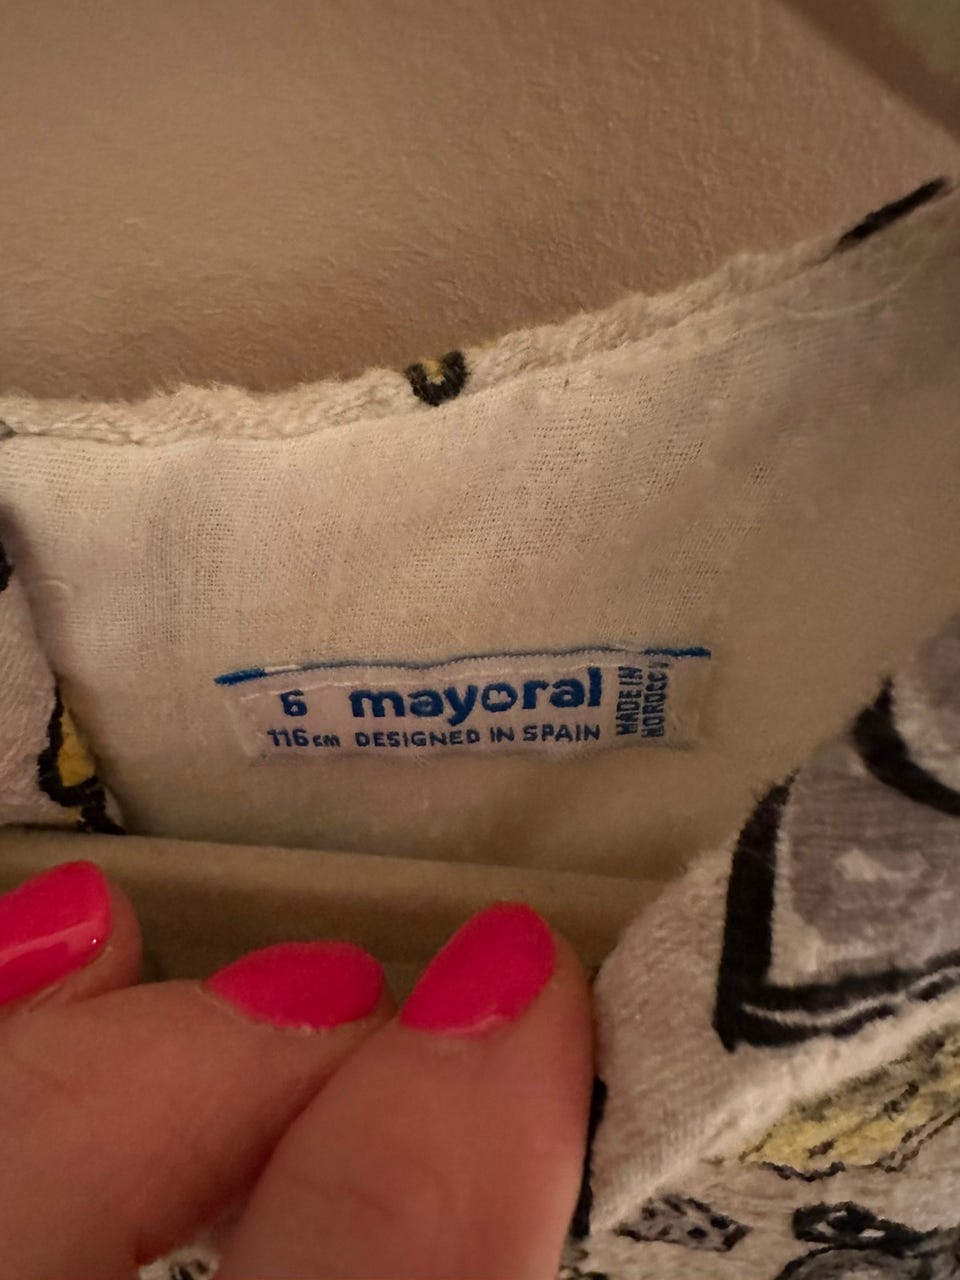 6 mayoral
116cm DESIGNED IN SPAIN
MADE IN
MOROCCO